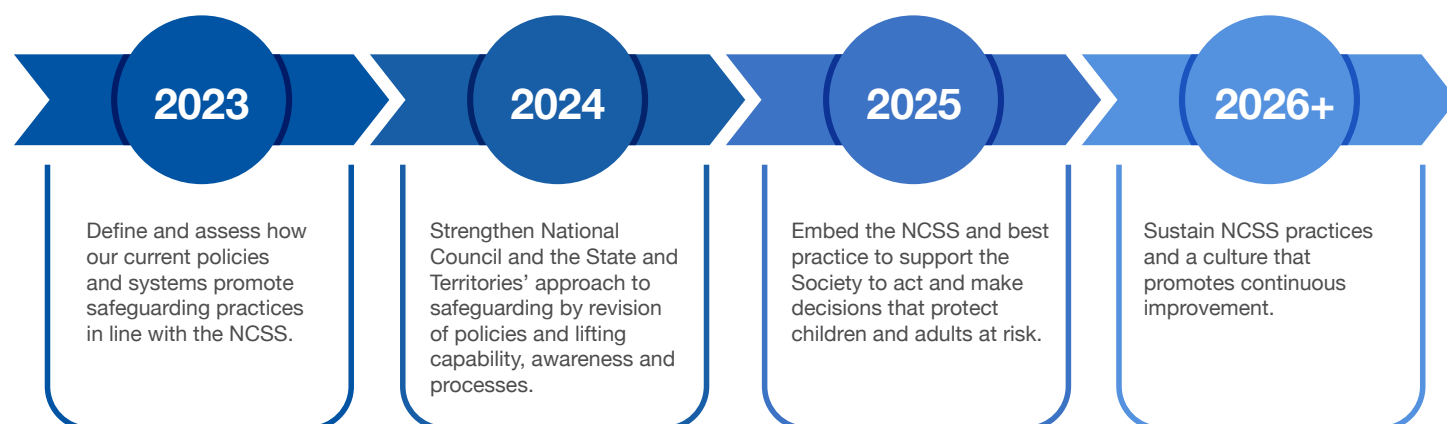 2023
Define and assess how
our current policies
and systems promote
safeguarding practices
in line with the NCSS.
2024
Strengthen National
Council and the State and
Territories’ approach to
safeguarding by revision
of policies and lifting
capability, awareness and
processes.
2025
Embed the NCSS and best
practice to support the
Society to act and make
decisions that protect
children and adults at risk.
2026+
Sustain NCSS practices
and a culture that
promotes continuous
improvement.